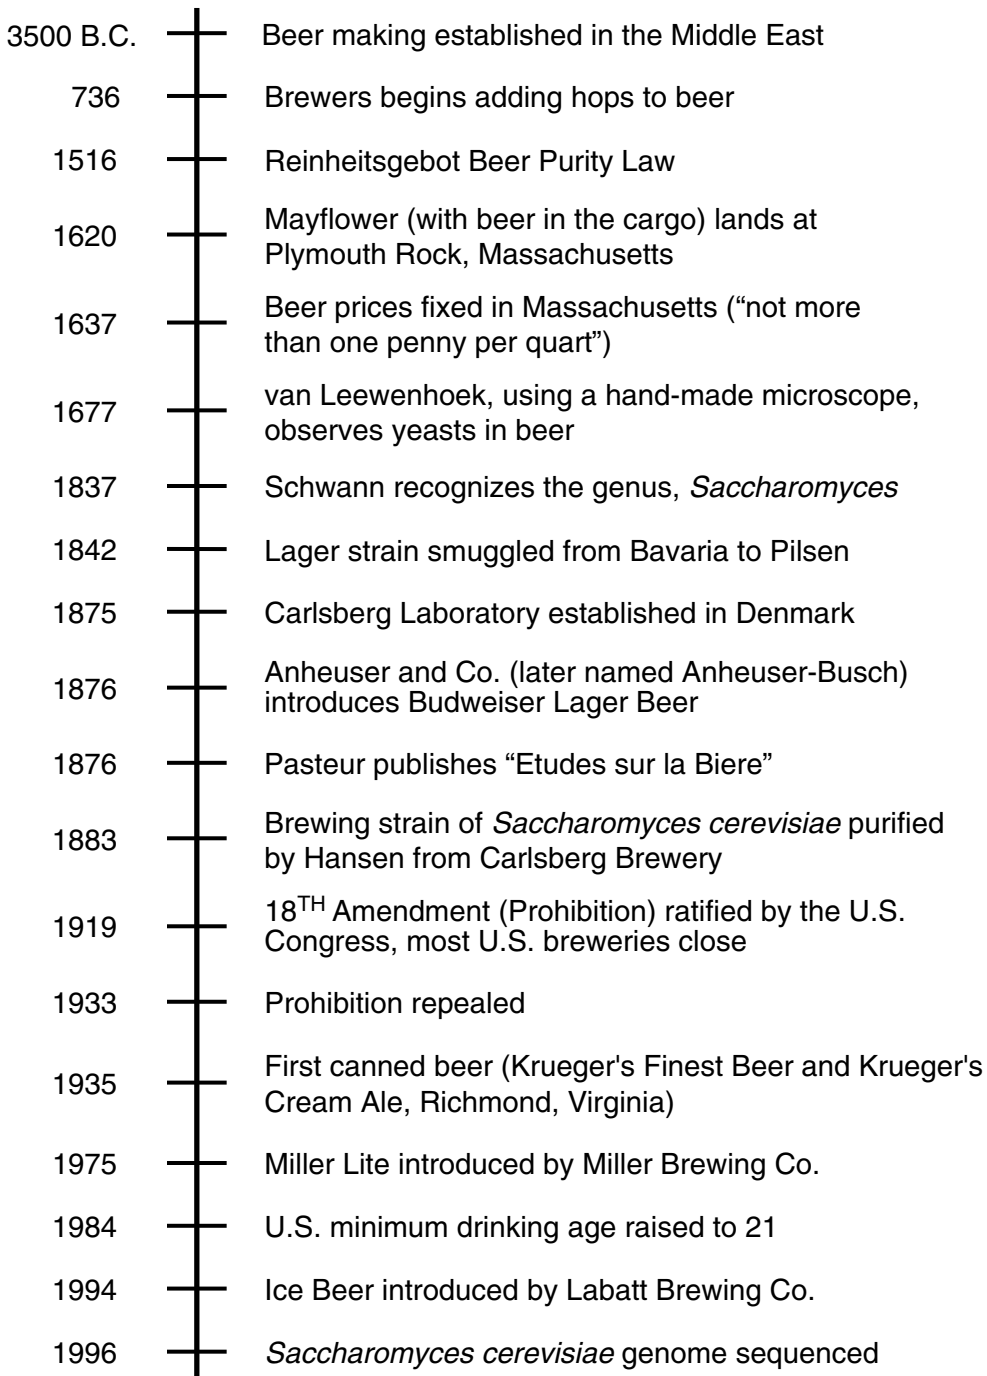 3500 B.C. Beer making established in the Middle East
736 Brewers begins adding hops to beer
1516 Reinheitsgebot Beer Purity Law
1620 Mayflower (with beer in the cargo) lands at
Plymouth Rock, Massachusetts
1637 Beer prices fixed in Massachusetts (“not more
than one penny per quart”)
1677 van Leewenhoek, using a hand-made microscope,
observes yeasts in beer
1837 Schwann recognizes the genus, Saccharomyces
1842 Lager strain smuggled from Bavaria to Pilsen
1875 Carlsberg Laboratory established in Denmark
1876 Anheuser and Co. (later named Anheuser-Busch)
introduces Budweiser Lager Beer
1876 Pasteur publishes “Etudes sur la Biere”
1883 Brewing strain of Saccharomyces cerevisiae purified
by Hansen from Carlsberg Brewery
1919 18TH Amendment (Prohibition) ratified by the U.S.
Congress, most U.S. breweries close
1933 Prohibition repealed
1935 First canned beer (Krueger's Finest Beer and Krueger's
Cream Ale, Richmond, Virginia)
1975 Miller Lite introduced by Miller Brewing Co.
1984 U.S. minimum drinking age raised to 21
1994 Ice Beer introduced by Labatt Brewing Co.
1996 Saccharomyces cerevisiae genome sequenced